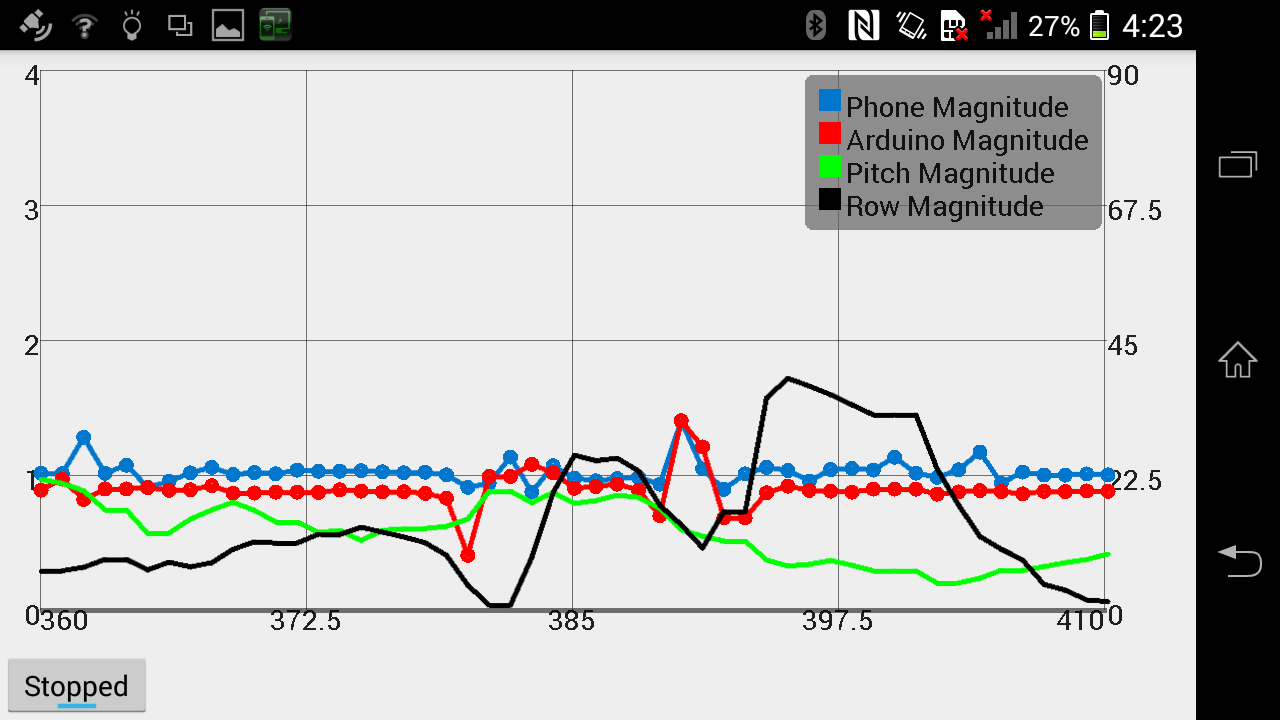 27% 4:23
4 90
Phone Magnitude
Arduino Magnitude
Pitch Magnitude
Row Magnitude
3 67.5
2 45
1 22.5
0 360 372.5 385 397.5 410 0
Stopped